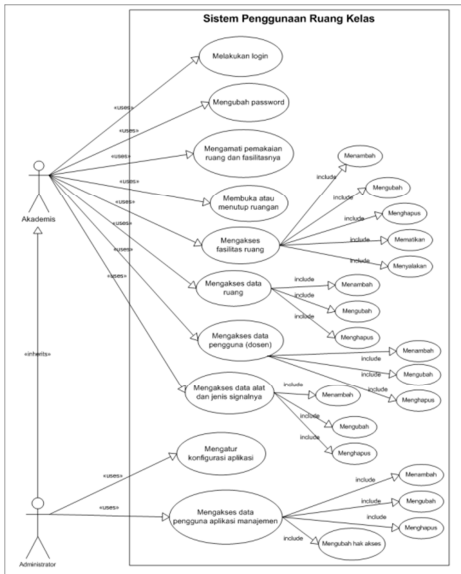 Sistem Penggunaan Ruang Kelas
Melakukan login
«uses»
Mengubah password
«uses»
Mengamati pemakaian
ruang dan fasilitasnya
«uses»
Membuka atau
menutup ruangan
«uses»
Mengakses
fasilitas ruang
«uses»
include
Menambah
include
Mengubah
include
Menghapus
include
Mematikan
include
Menyalakan
Akademis
Mengakses data
ruang
«uses»
include
Menambah
include
Mengubah
include
Menghapus
Mengakses data
pengguna (dosen)
«uses»
include
Menambah
include
Mengubah
include
Menghapus
Mengakses data alat
dan jenis signalnya
«uses»
include
Menambah
include
Mengubah
include
Menghapus
«inherits»
Mengatur
konfigurasi aplikasi
«uses»
Mengakses data
pengguna aplikasi manajemen
«uses»
include
Menambah
include
Mengubah
include
Menghapus
include
Mengubah hak akses
Administrator